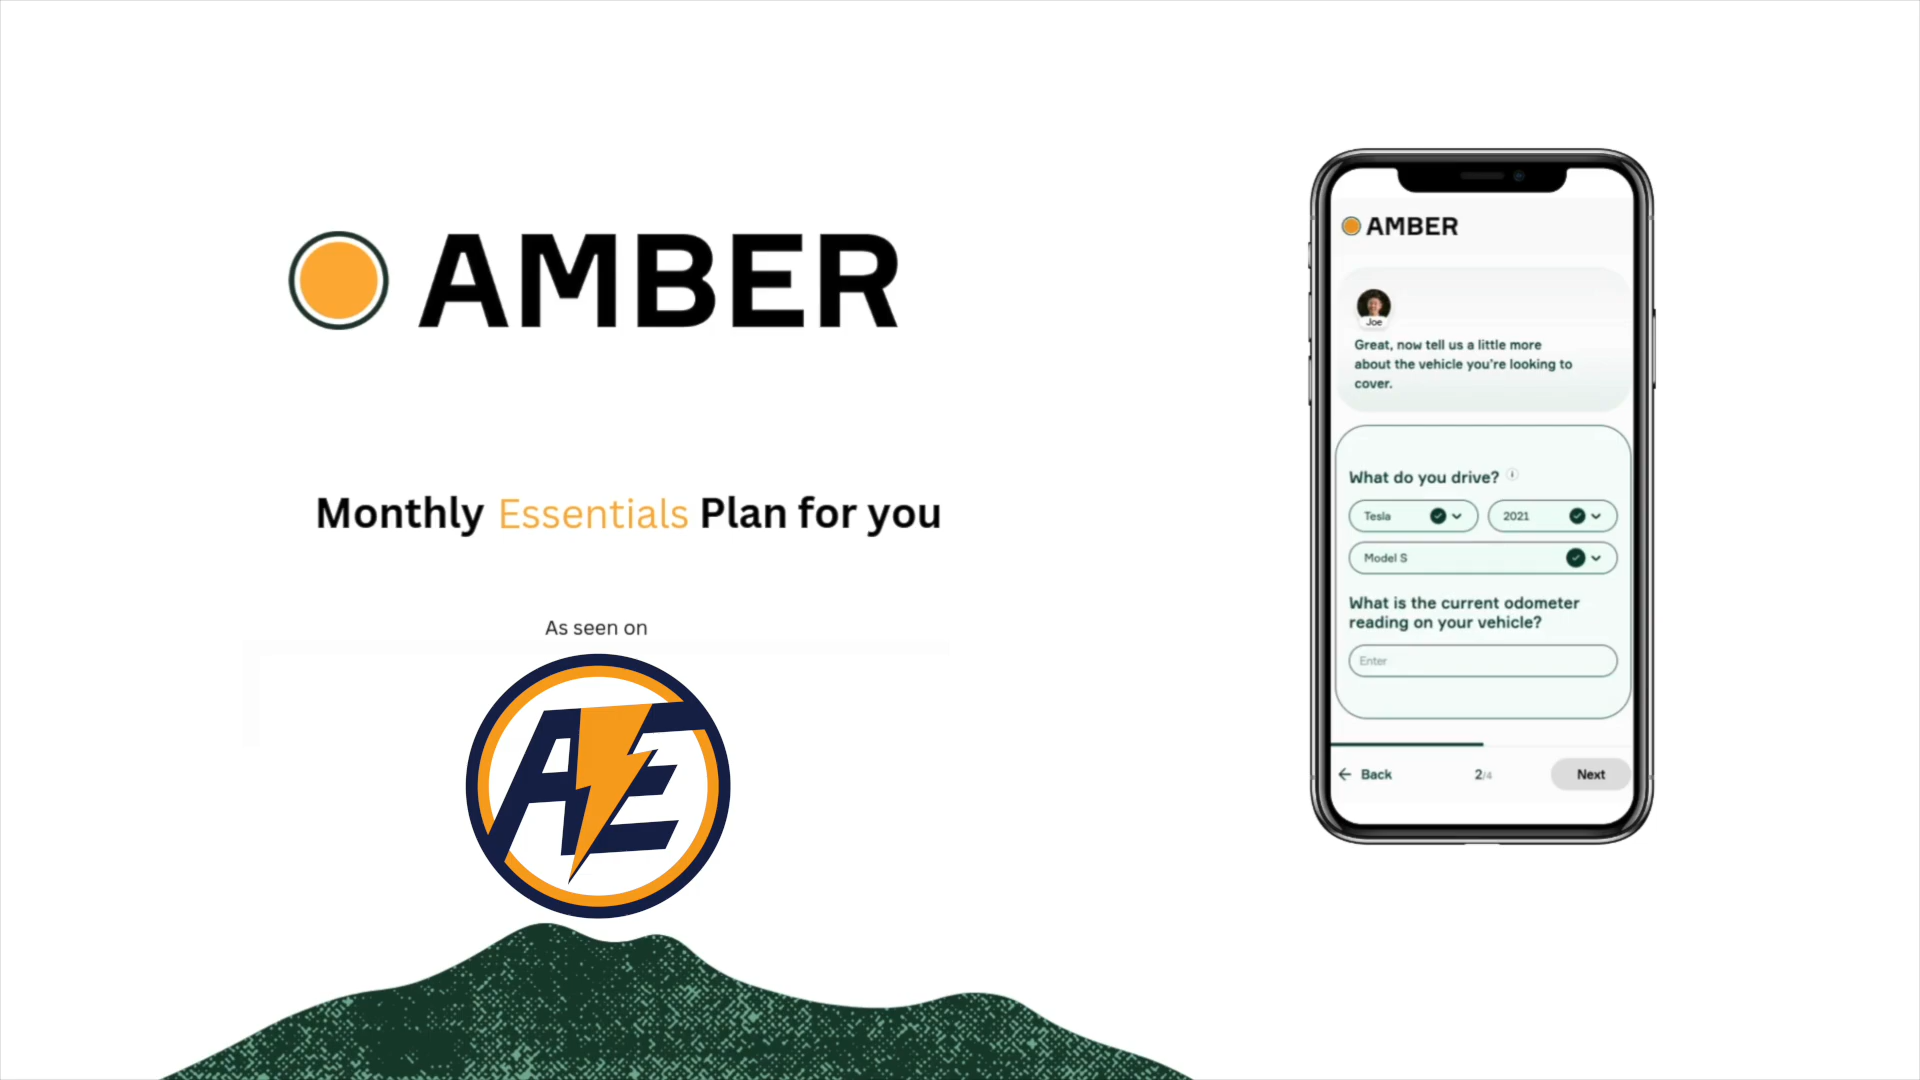 AMBER
Monthly Essentials Plan for you
As seen on
AE
AMBER
Joe
Great, now tell us a little more
about the vehicle you're looking to
cover.
What do you drive?
Tesla
2021
Model S
What is the current odometer
reading on your vehicle?
Enter
Back
2/4
Next